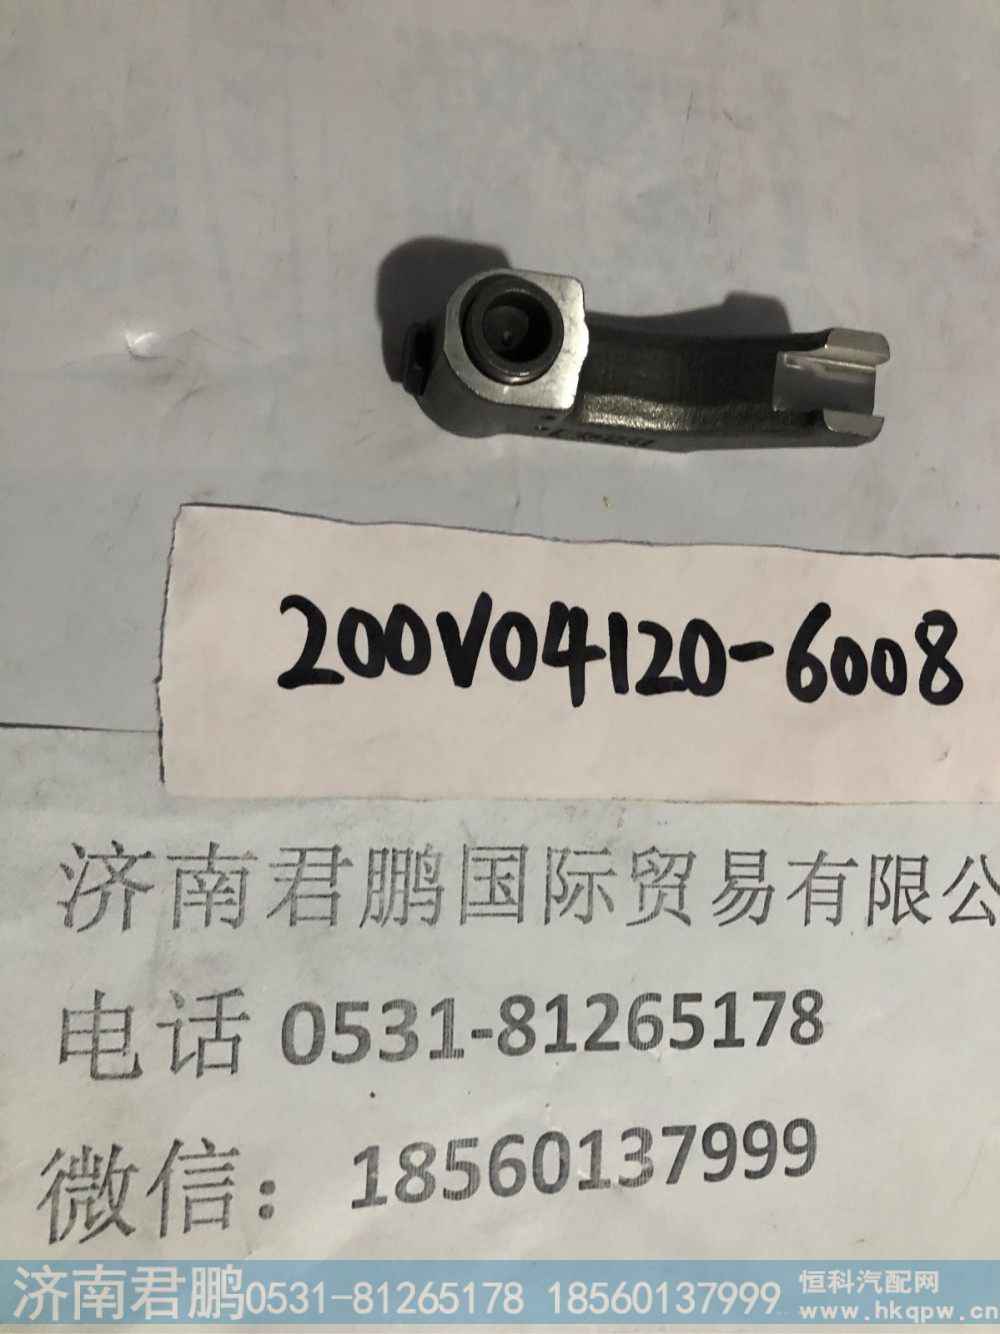 200V04120-6008
济南君鹏国际贸易有限公
电话 0531-81265178
微信： 18560137999
济南君鹏0531-81265178 18560137999
恒科汽配网
www.hkqpw.cn